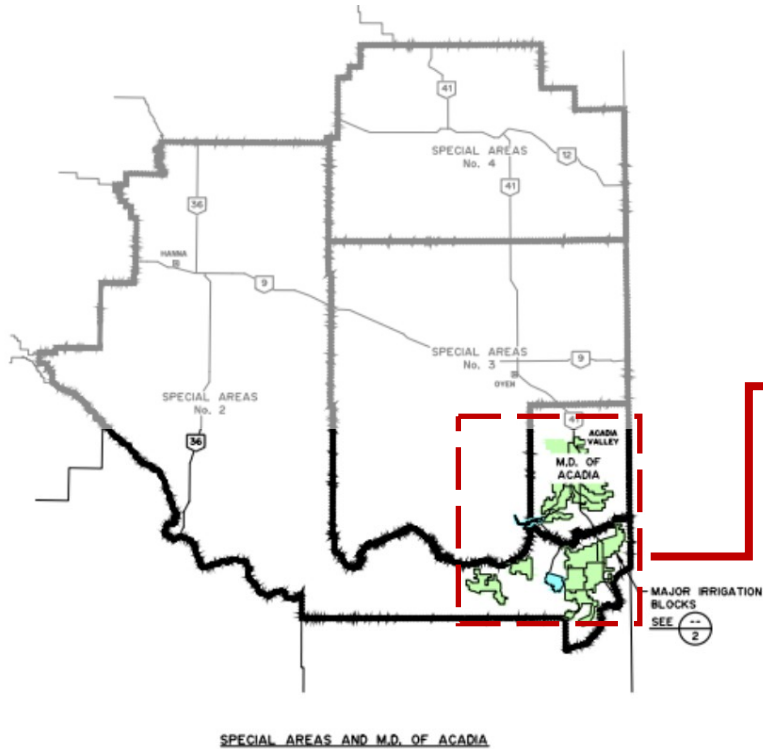 41
SPECIAL AREAS
No. 4
12
41
36
HANNA
9
SPECIAL AREAS
No. 3
9
OYEN
SPECIAL AREAS
No. 2
36
41
ACADIA
VALLEY
M.D. OF
ACADIA
MAJOR IRRIGATION
BLOCKS
SEE
--
2
SPECIAL AREAS AND M.D. OF ACADIA